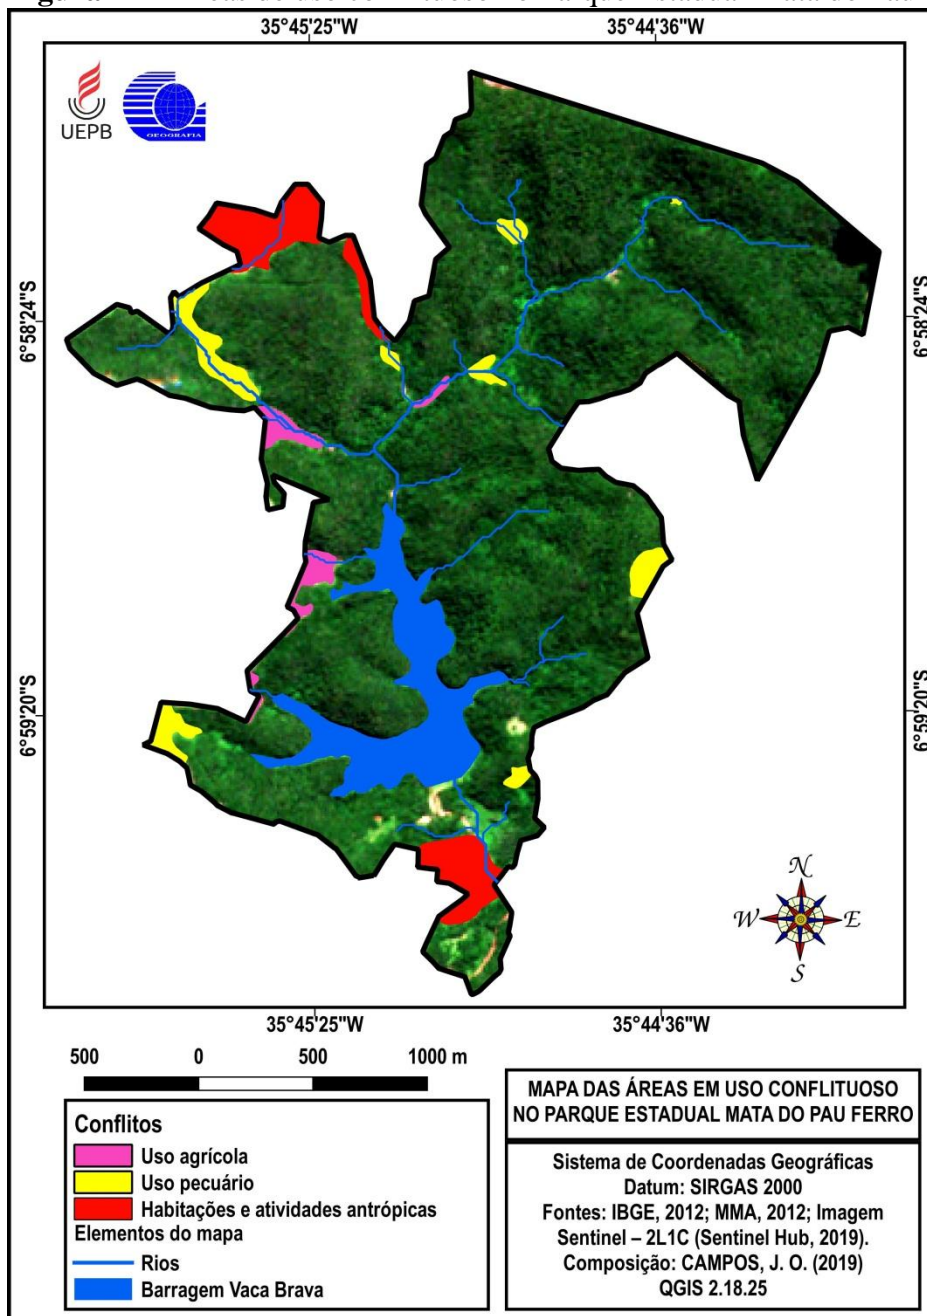 35°45'25"W 35°44'36"W
UEPB
GEOGRAFIA
6°58'24"S 6°58'24"S
6°59'20"S 6°59'20"S
N
W E
S
35°45'25"W 35°44'36"W
500 0 500 1000 m
Conflitos
Uso agrícola
Uso pecuário
Habitações e atividades antrópicas
Elementos do mapa
Rios
Barragem Vaca Brava
MAPA DAS ÁREAS EM USO CONFLITUOSO
NO PARQUE ESTADUAL MATA DO PAU FERRO
Sistema de Coordenadas Geográficas
Datum: SIRGAS 2000
Fontes: IBGE, 2012; MMA, 2012; Imagem
Sentinel – 2L1C (Sentinel Hub, 2019).
Composição: CAMPOS, J. O. (2019)
QGIS 2.18.25